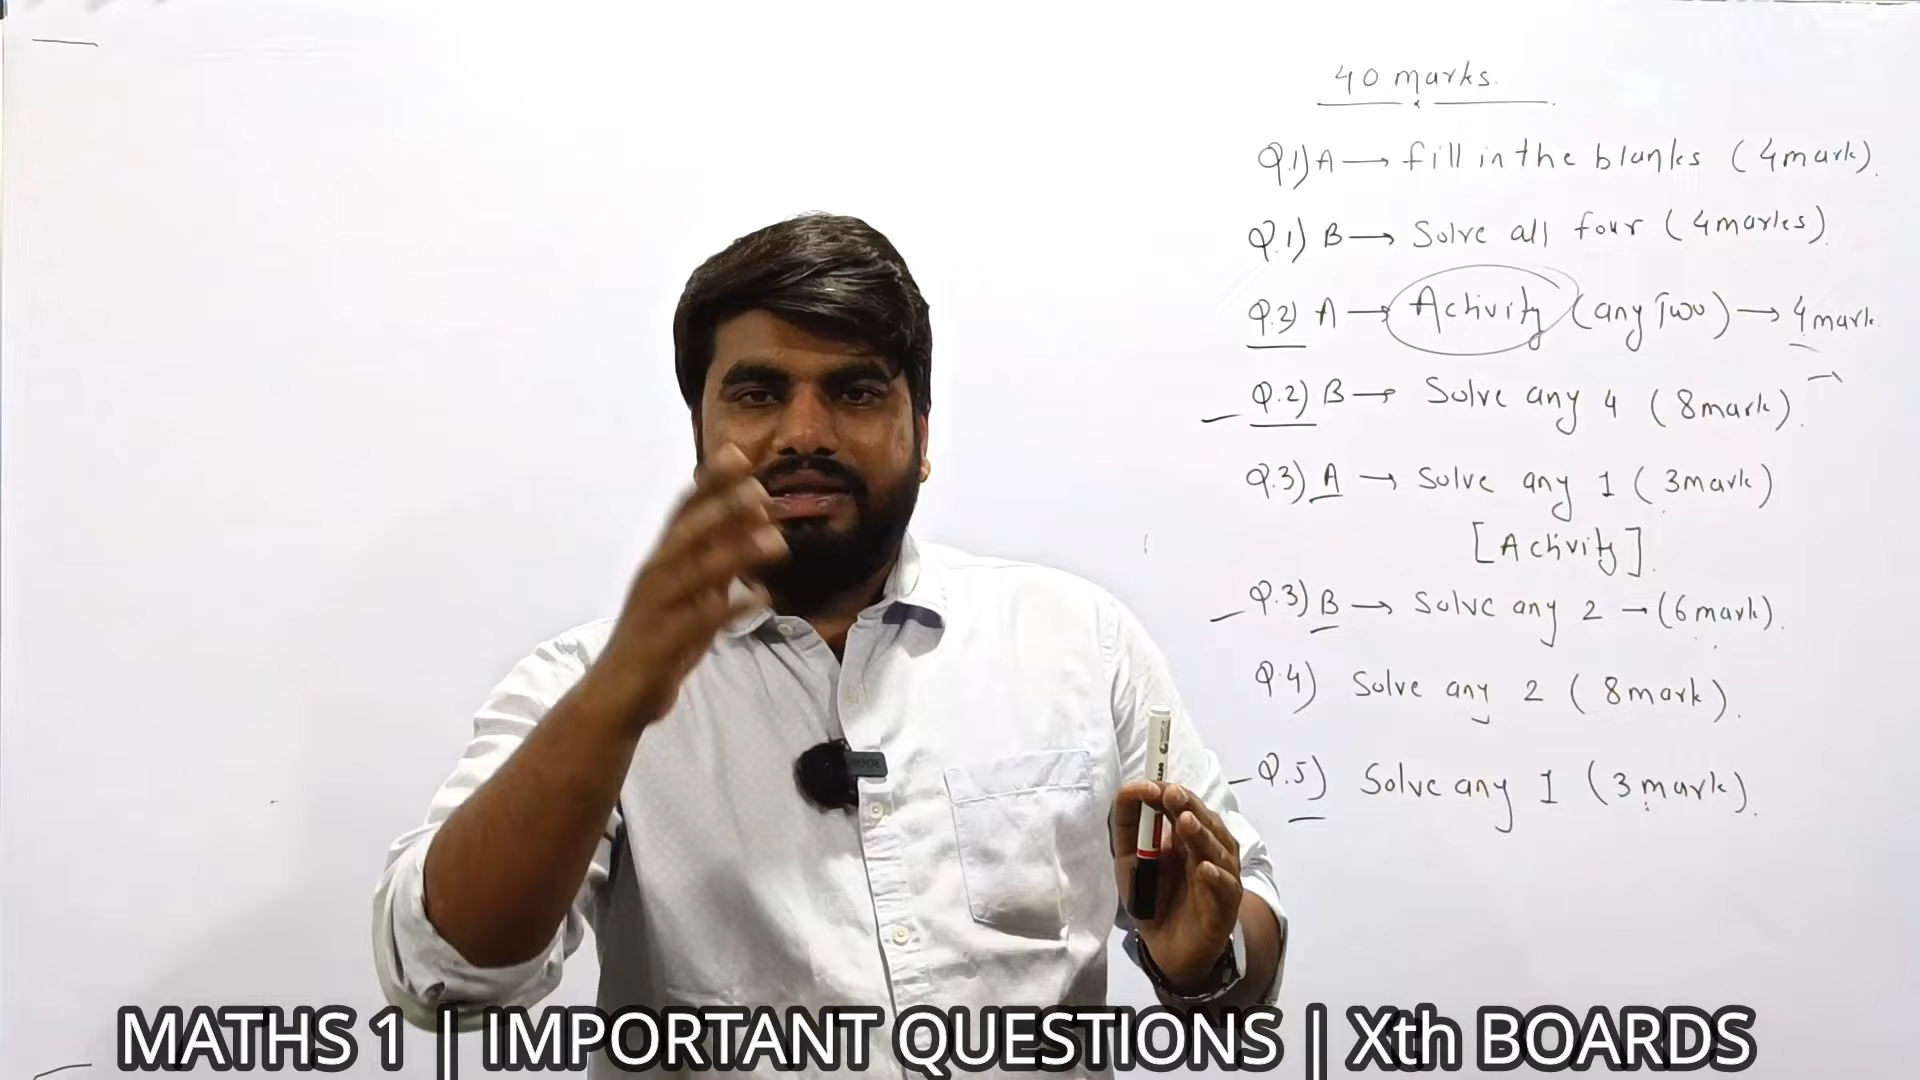 40 marks.
Q.1) A → fill in the blanks (4 mark).
Q.1) B → Solve all four (4 marks).
Q.2) A → Activity (any Two) → 4 mark.
Q.2) B → Solve any 4 (8 mark).
Q.3) A → Solve any 1 (3 mark)
[Activity].
Q.3) B → Solve any 2 → (6 mark).
Q.4) Solve any 2 (8 mark).
Q.5) Solve any 1 (3 mark).
MATHS 1 | IMPORTANT QUESTIONS | Xth BOARDS